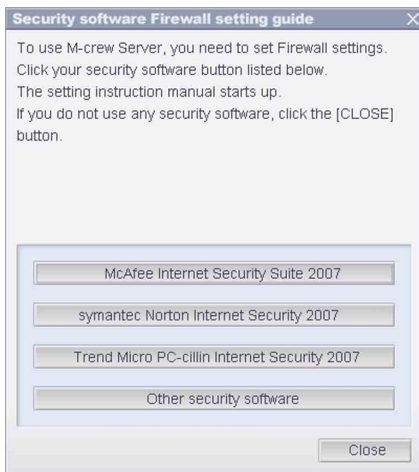 Security software Firewall setting guide
To use M-crew Server, you need to set Firewall settings.
Click your security software button listed below.
The setting instruction manual starts up.
If you do not use any security software, click the [CLOSE]
button.
McAfee Internet Security Suite 2007
symantec Norton Internet Security 2007
Trend Micro PC-cillin Internet Security 2007
Other security software
Close